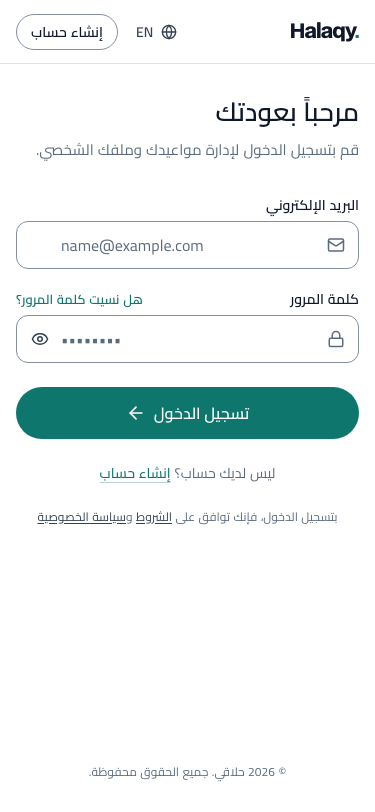 Halaqy.
EN
إنشاء حساب
مرحباً بعودتك
قم بتسجيل الدخول لإدارة مواعيدك وملفك الشخصي.
البريد الإلكتروني
name@example.com
كلمة المرور
هل نسيت كلمة المرور؟
تسجيل الدخول
ليس لديك حساب؟ إنشاء حساب
بتسجيل الدخول، فإنك توافق على الشروط وسياسة الخصوصية
© 2026 حلاقي. جميع الحقوق محفوظة.